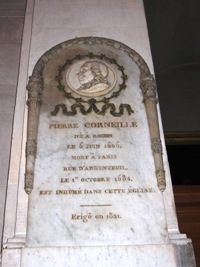 PIERRE CORNEILLE
NÉ A ROUEN
LE 6 JUIN 1606,
MORT A PARIS
RUE D'ARGENTEUIL
LE 1ER OCTOBRE 1684,
EST INHUMÉ DANS CETTE ÉGLISE.
Erigé en 1821.